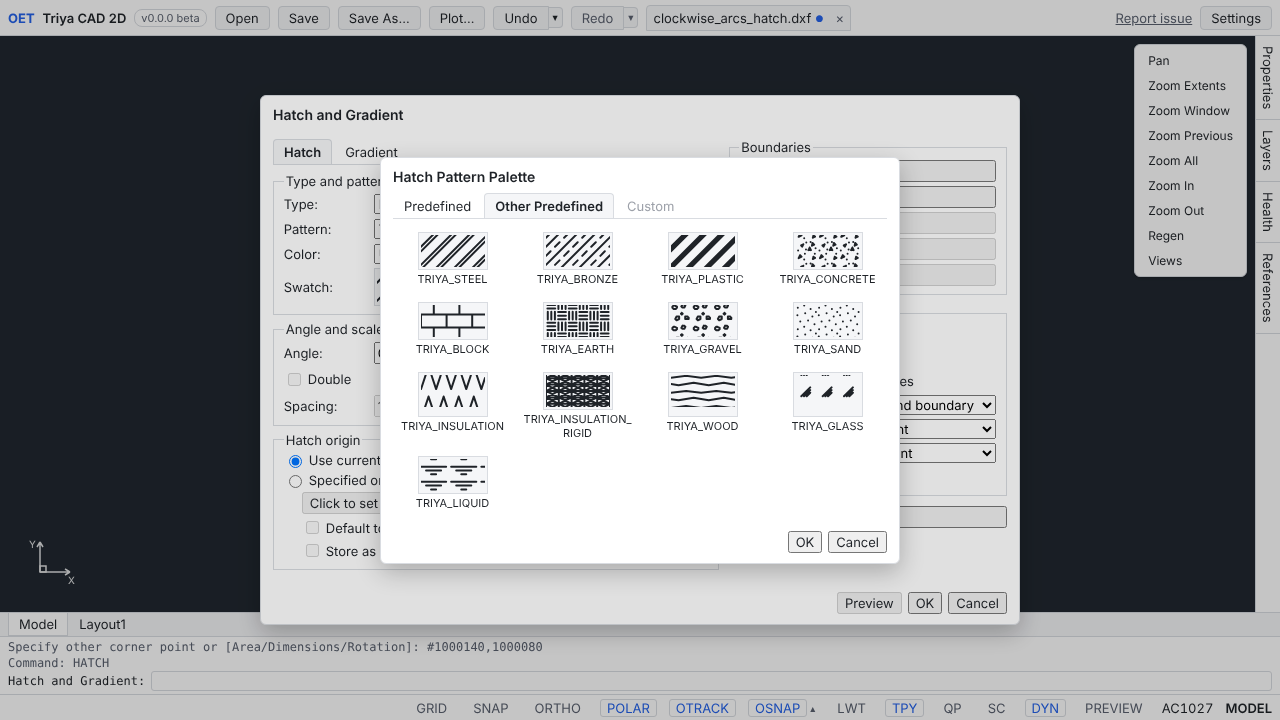 OET Triya CAD 2D v0.0.0 beta Open Save Save As... Plot... Undo ▾ Redo ▾ clockwise_arcs_hatch.dxf ● × Report issue Settings
Pan
Zoom Extents
Zoom Window
Zoom Previous
Zoom All
Zoom In
Zoom Out
Regen
Views
Properties
Layers
Health
References
Hatch and Gradient
Hatch Gradient
Boundaries
Type and patter
Type:
Pattern:
Color:
Swatch:
Angle and scale
Angle:
Double
Spacing:
Hatch origin
Use current
Specified or
Click to set
Default to
Store as
es
nd boundary
nt
nt
Hatch Pattern Palette
Predefined Other Predefined Custom
TRIYA_STEEL TRIYA_BRONZE TRIYA_PLASTIC TRIYA_CONCRETE
TRIYA_BLOCK TRIYA_EARTH TRIYA_GRAVEL TRIYA_SAND
TRIYA_INSULATION TRIYA_INSULATION_ TRIYA_WOOD TRIYA_GLASS
RIGID
TRIYA_LIQUID
OK Cancel
Preview OK Cancel
Y
X
Model Layout1
Specify other corner point or [Area/Dimensions/Rotation]: #1000140,1000080
Command: HATCH
Hatch and Gradient:
GRID SNAP ORTHO POLAR OTRACK OSNAP ▴ LWT TPY QP SC DYN PREVIEW AC1027 MODEL